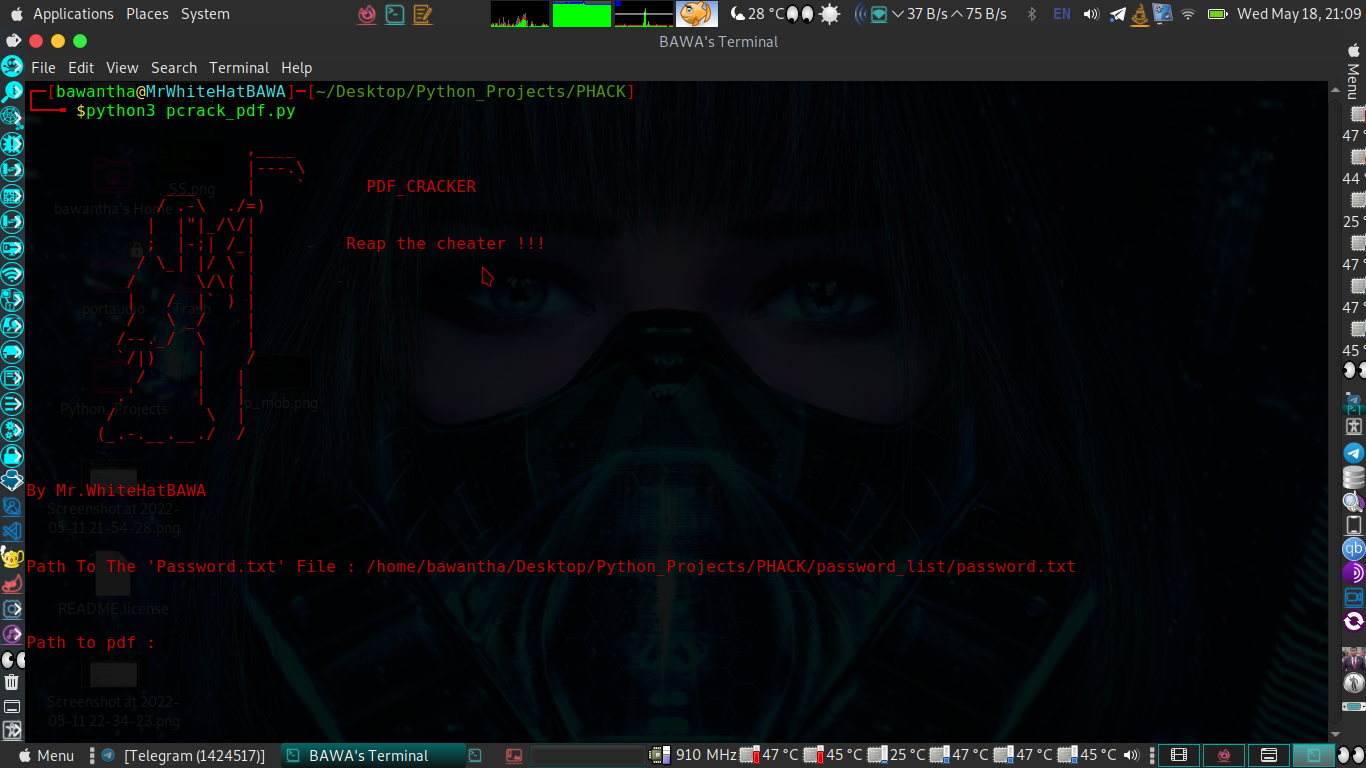 Applications Places System
28 °C
37 B/s 75 B/s
EN
Wed May 18, 21:09
BAWA's Terminal
File Edit View Search Terminal Help
Menu
┌─[bawantha@MrWhiteHatBAWA]─[~/Desktop/Python_Projects/PHACK]
└──╼ $python3 pcrack_pdf.py
SS.png
bawantha's Home
PDF_CRACKER
Reap the cheater !!!
portaudio
Trash
Python_Projects
p_mob.png
By Mr.WhiteHatBAWA
Screenshot at 2022-
05-11 21-54-28.png
Path To The 'Password.txt' File : /home/bawantha/Desktop/Python_Projects/PHACK/password_list/password.txt
README.license
Path to pdf :
Screenshot at 2022-
05-11 22-34-23.png
47 °
44 °
25 °
47 °
47 °
45 °
qb
Menu
[Telegram (1424517)]
BAWA's Terminal
910 MHz 47 °C 45 °C 25 °C 47 °C 47 °C 45 °C